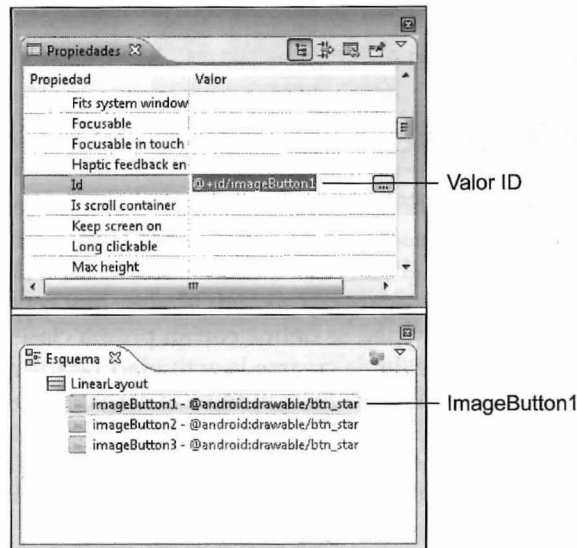 Propiedades
Propiedad Valor
Fits system window
Focusable
Focusable in touch
Haptic feedback en
Id @+id/imageButton1
Valor ID
Is scroll container
Keep screen on
Long clickable
Max height
Esquema
LinearLayout
imageButton1 - @android:drawable/btn_star
ImageButton1
imageButton2 - @android:drawable/btn_star
imageButton3 - @android:drawable/btn_star